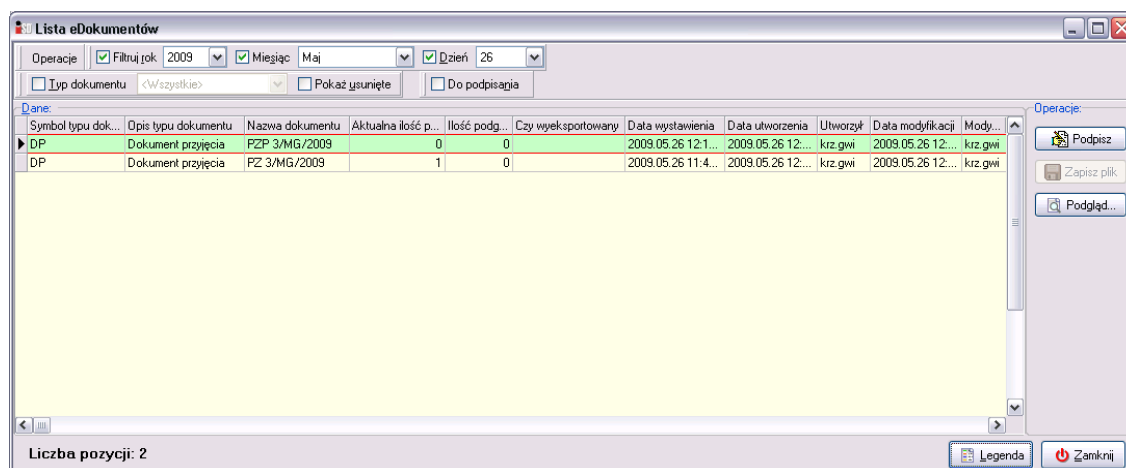 Lista eDokumentów
Operacje Filtruj rok 2009 Miesiąc Maj Dzień 26
Typ dokumentu <Wszystkie> Pokaż usunięte Do podpisania
Dane: Operacje:
Symbol typu dok... Opis typu dokumentu Nazwa dokumentu Aktualna ilość p... Ilość podg... Czy wyeksportowany Data wystawienia Data utworzenia Utworzył Data modyfikacji Mody...
DP Dokument przyjęcia PZP 3/MG/2009 0 0 2009.05.26 12:1... 2009.05.26 12:... krz.gwi 2009.05.26 12:... krz.gwi
DP Dokument przyjęcia PZ 3/MG/2009 1 0 2009.05.26 11:4... 2009.05.26 12:... krz.gwi 2009.05.26 12:... krz.gwi
Podpisz
Zapisz plik
Podgląd...
Liczba pozycji: 2 Legenda Zamknij